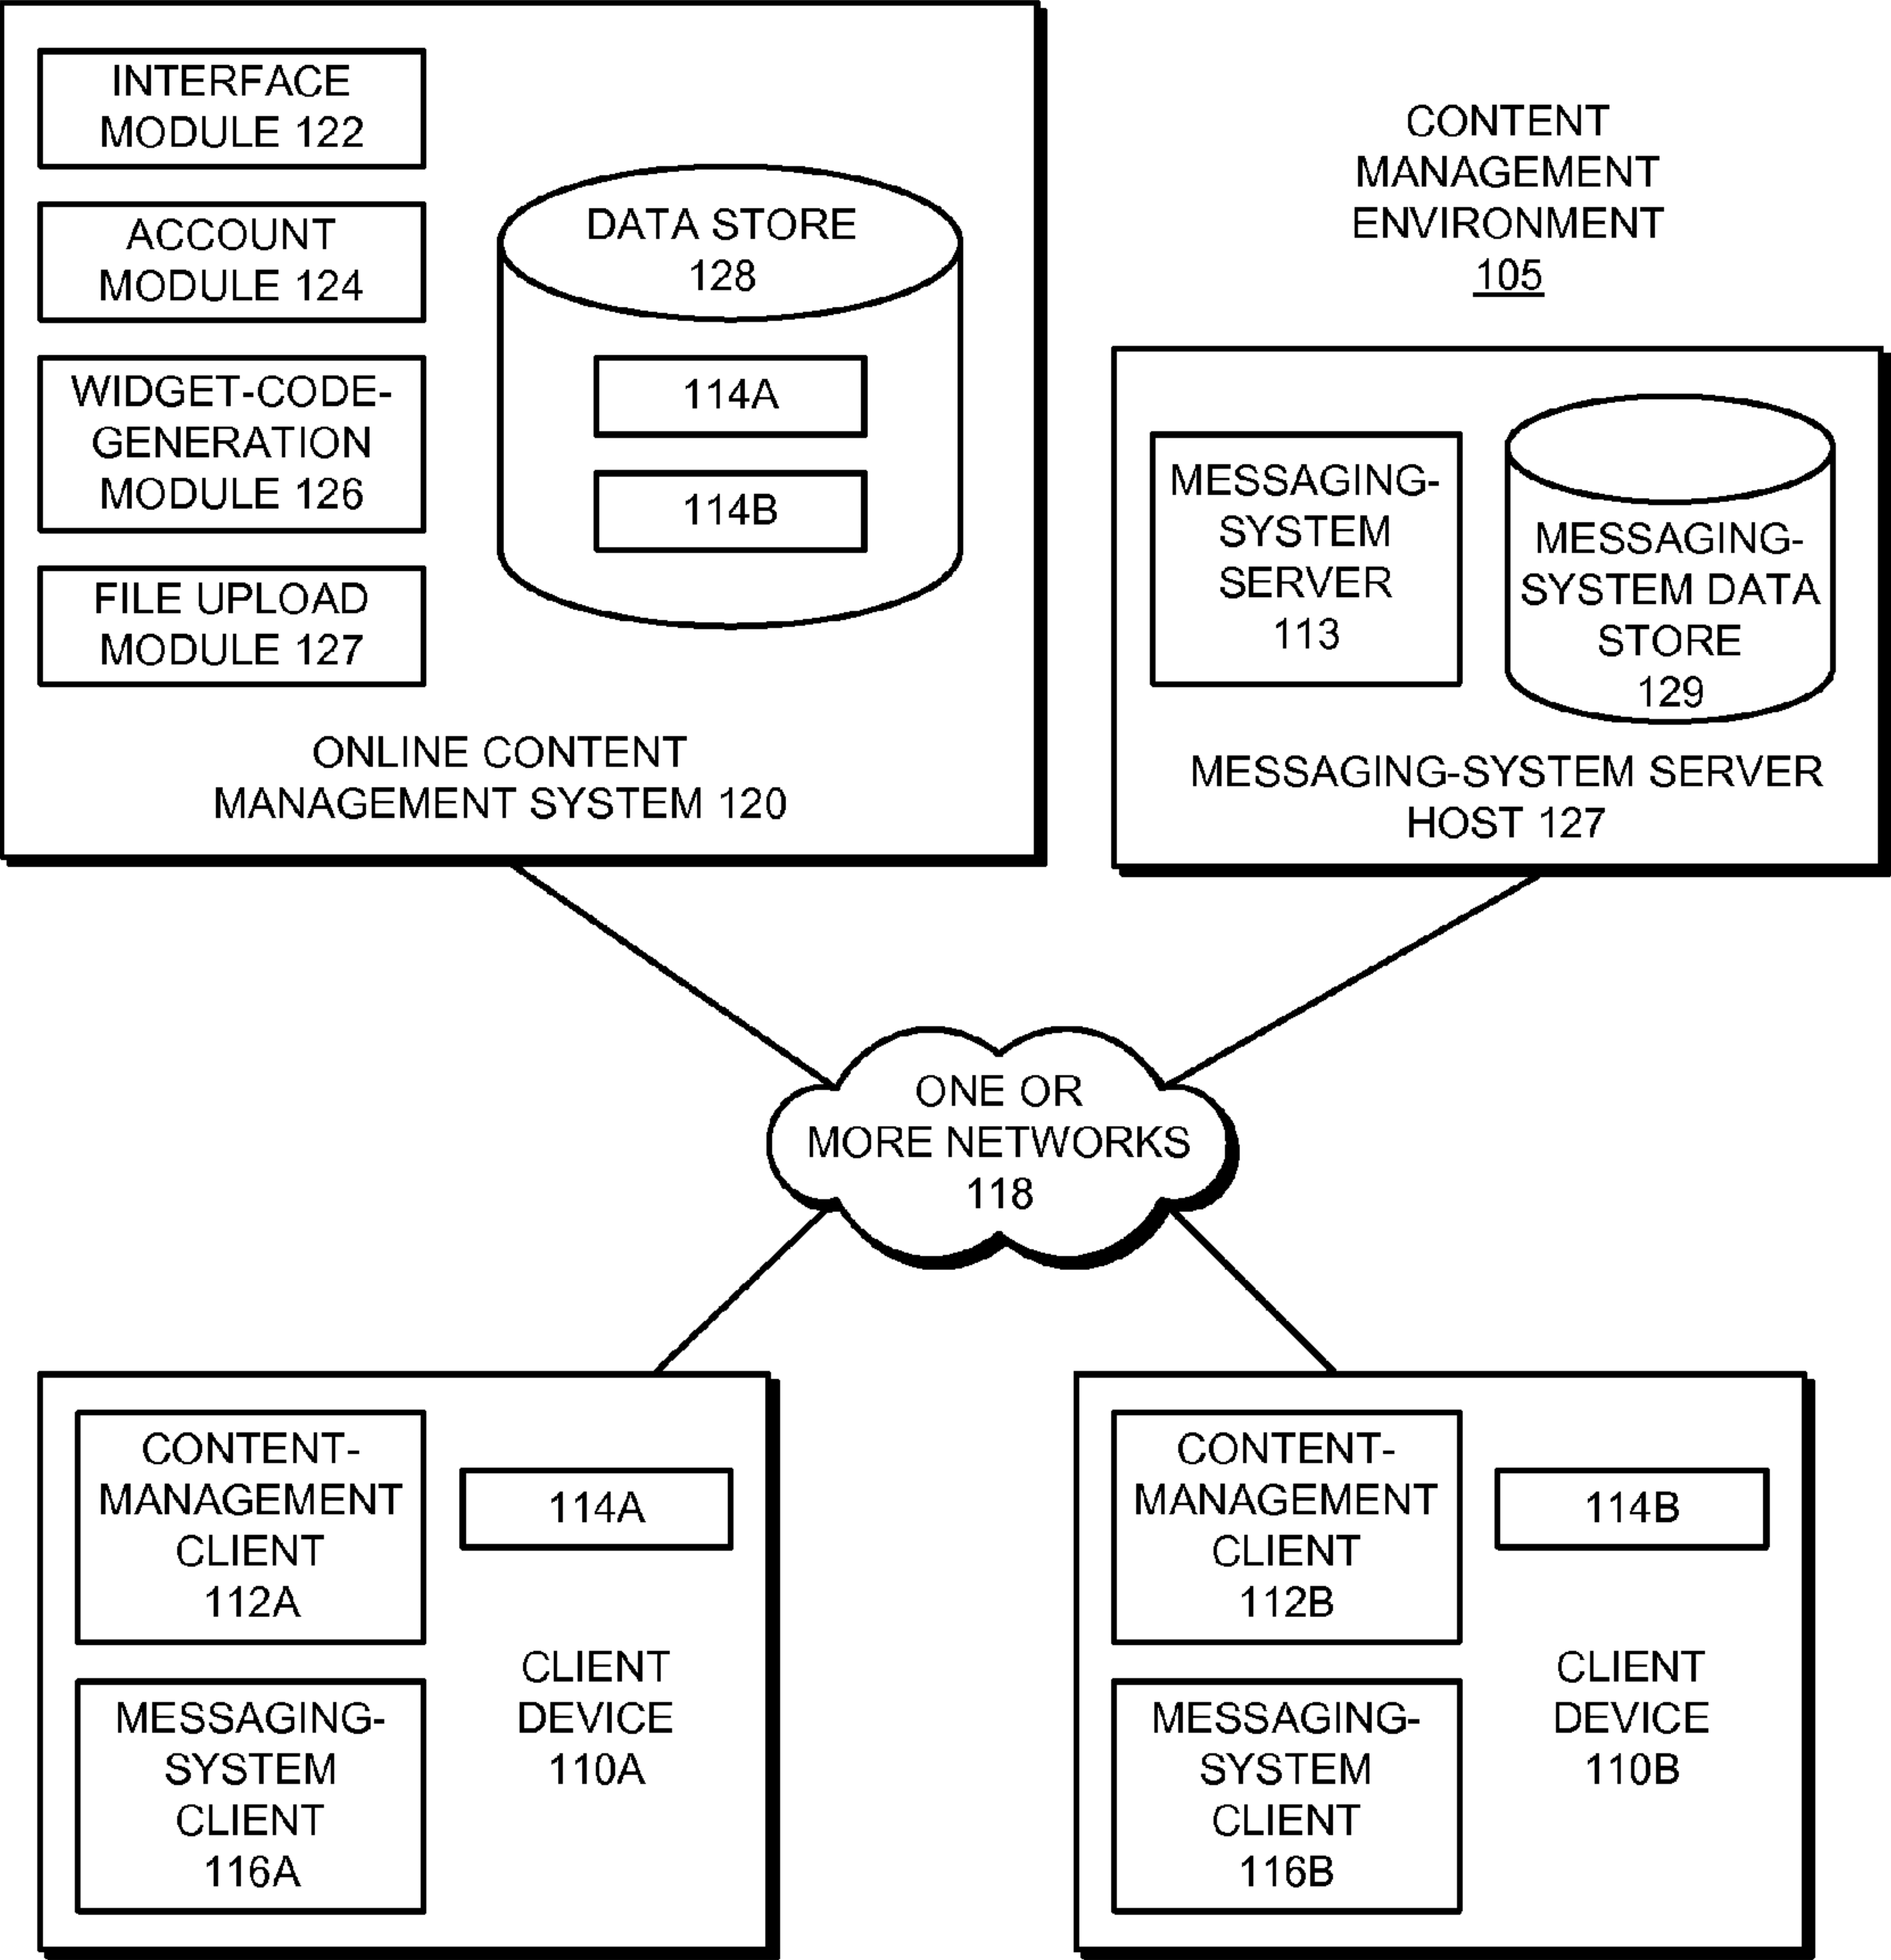 INTERFACE
MODULE 122
ACCOUNT
MODULE 124
WIDGET-CODE-
GENERATION
MODULE 126
FILE UPLOAD
MODULE 127
DATA STORE
128
114A
114B
ONLINE CONTENT
MANAGEMENT SYSTEM 120
CONTENT
MANAGEMENT
ENVIRONMENT
105
MESSAGING-
SYSTEM
SERVER
113
MESSAGING-
SYSTEM DATA
STORE
129
MESSAGING-SYSTEM SERVER
HOST 127
ONE OR
MORE NETWORKS
118
CONTENT-
MANAGEMENT
CLIENT
112A
114A
MESSAGING-
SYSTEM
CLIENT
116A
CLIENT
DEVICE
110A
CONTENT-
MANAGEMENT
CLIENT
112B
114B
MESSAGING-
SYSTEM
CLIENT
116B
CLIENT
DEVICE
110B